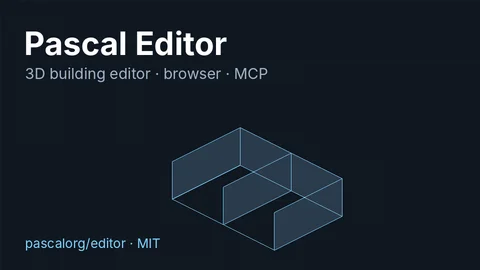 Pascal Editor
3D building editor · browser · MCP
pascalorg/editor · MIT